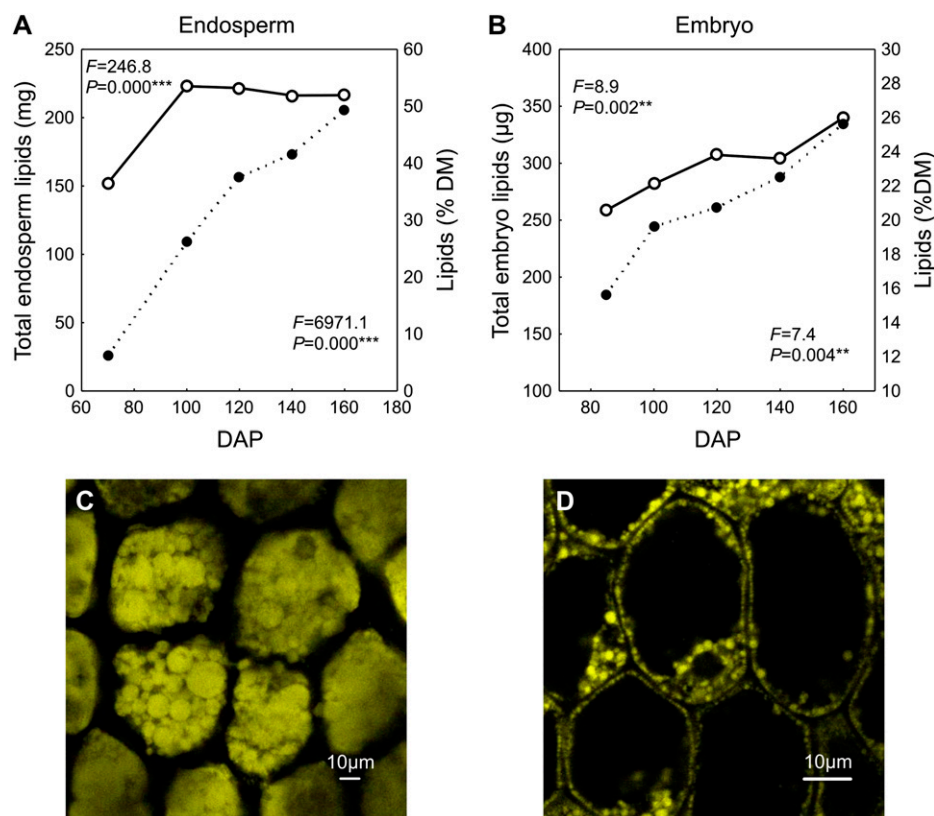 A
Endosperm
Total endosperm lipids (mg)
250
200
150
100
50
0
F=246.8
P=0.000***
F=6971.1
P=0.000***
60
50
40
30
20
10
0
Lipids (% DM)
60 80 100 120 140 160 180
DAP
B
Embryo
Total embryo lipids (µg)
400
350
300
250
200
150
100
F=8.9
P=0.002**
F=7.4
P=0.004**
30
28
26
24
22
20
18
16
14
12
10
Lipids (%DM)
80 100 120 140 160
DAP
C
10µm
D
10µm